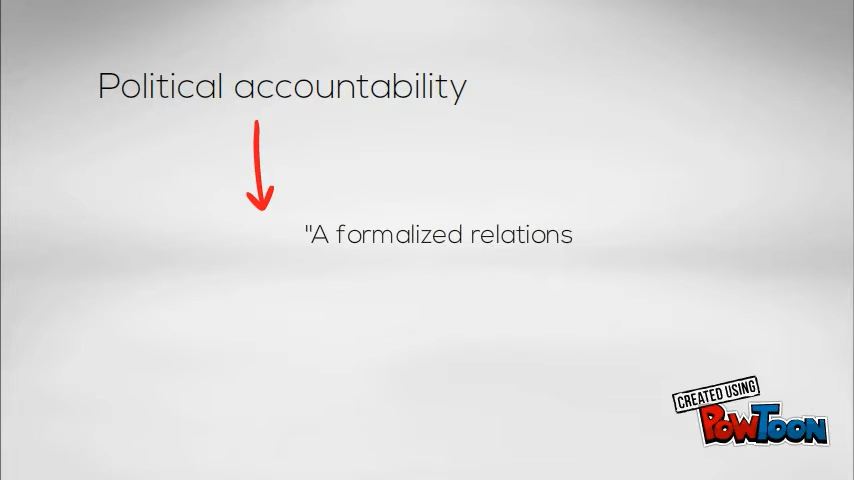 Political accountability
"A formalized relations
CREATED USING
POWTOON